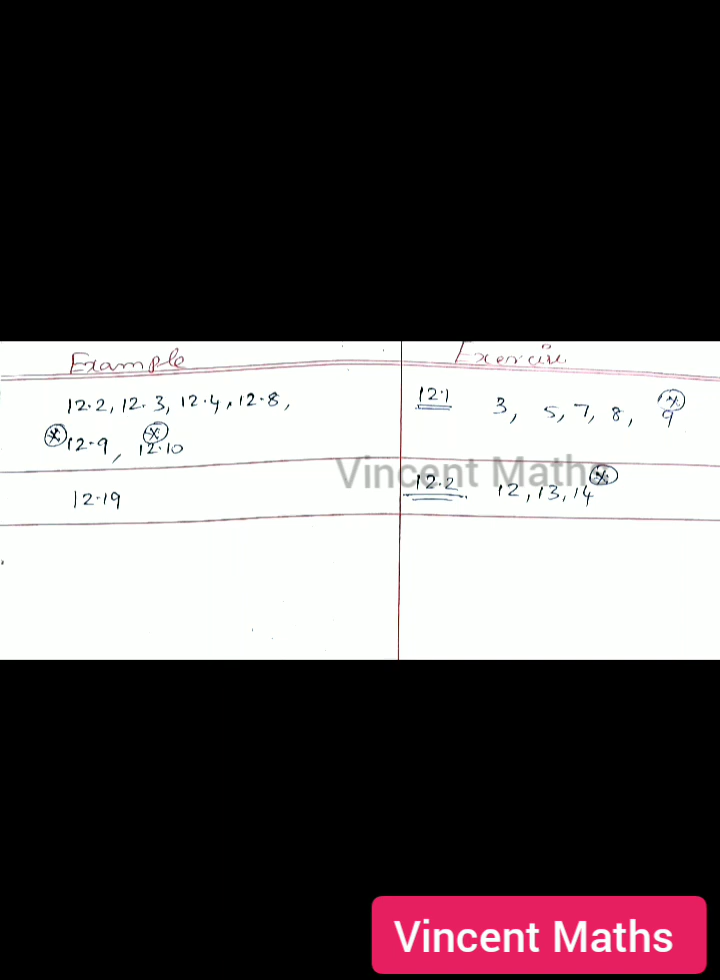 Example
Exercise
12.2, 12.3, 12.4, 12.8,
12.1 3, 5, 7, 8, 9
12.9, 12.10
Vincent Maths
12.19
12.2 12, 13, 14
Vincent Maths